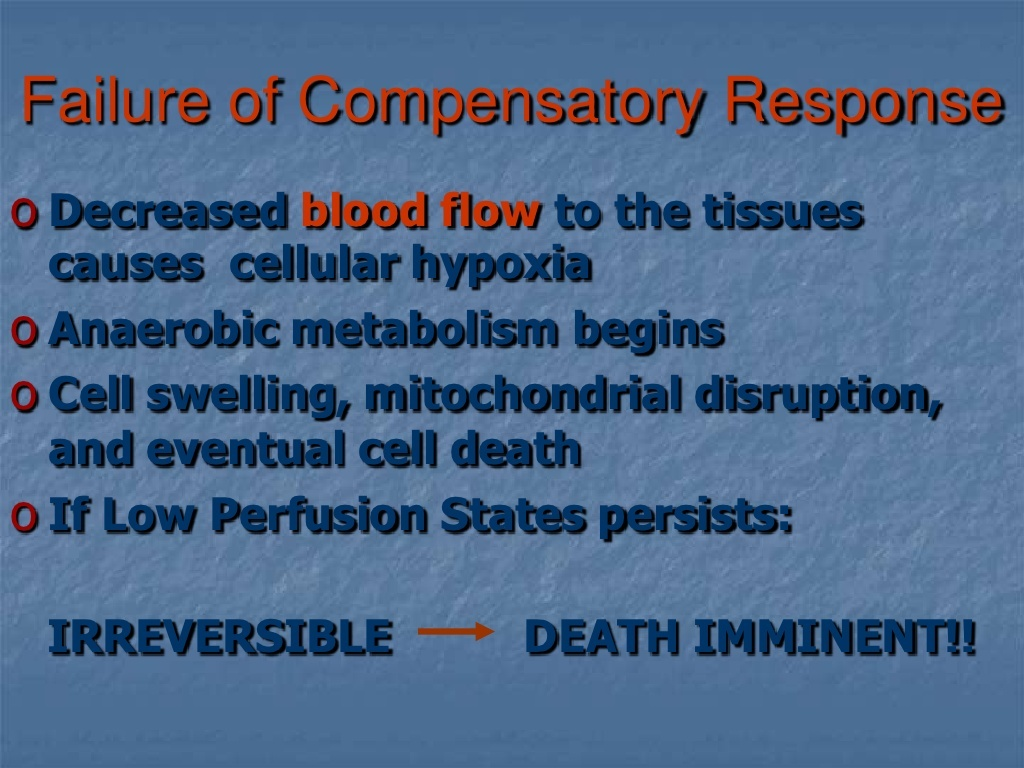 Failure of Compensatory Response
o Decreased blood flow to the tissues
causes  cellular hypoxia
o Anaerobic metabolism begins
o Cell swelling, mitochondrial disruption,
and eventual cell death
o If Low Perfusion States persists:
IRREVERSIBLE → DEATH IMMINENT!!